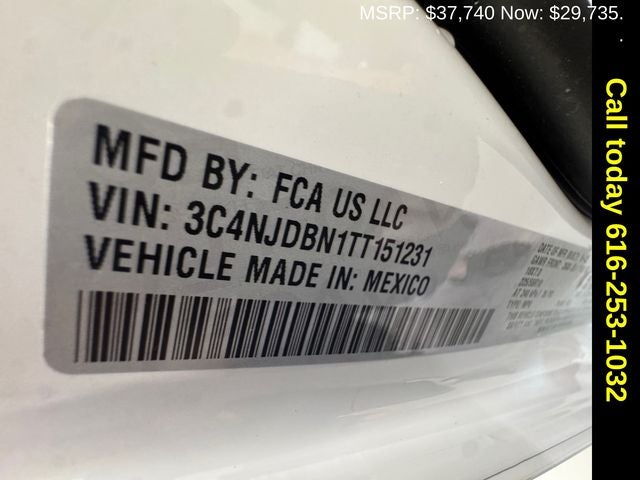 MSRP: $37,740 Now: $29,735.
MFD BY: FCA US LLC
VIN: 3C4NJDBN1TT151231
VEHICLE MADE IN: MEXICO
Call today 616-253-1032